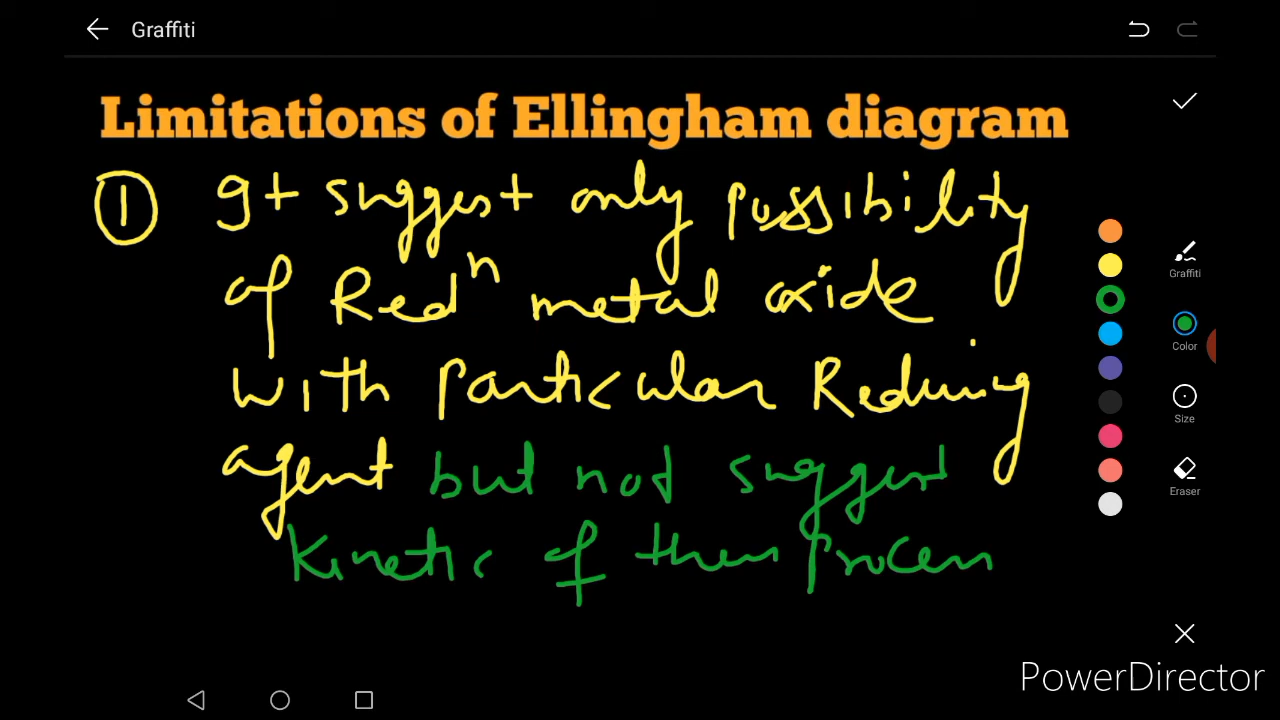 Graffiti
Limitations of Ellingham diagram
① It suggest only possibility
of Redⁿ metal oxide
Graffiti
Color
with particular Reducing
Size
agent but not suggest
Eraser
Kinetic of their process
PowerDirector